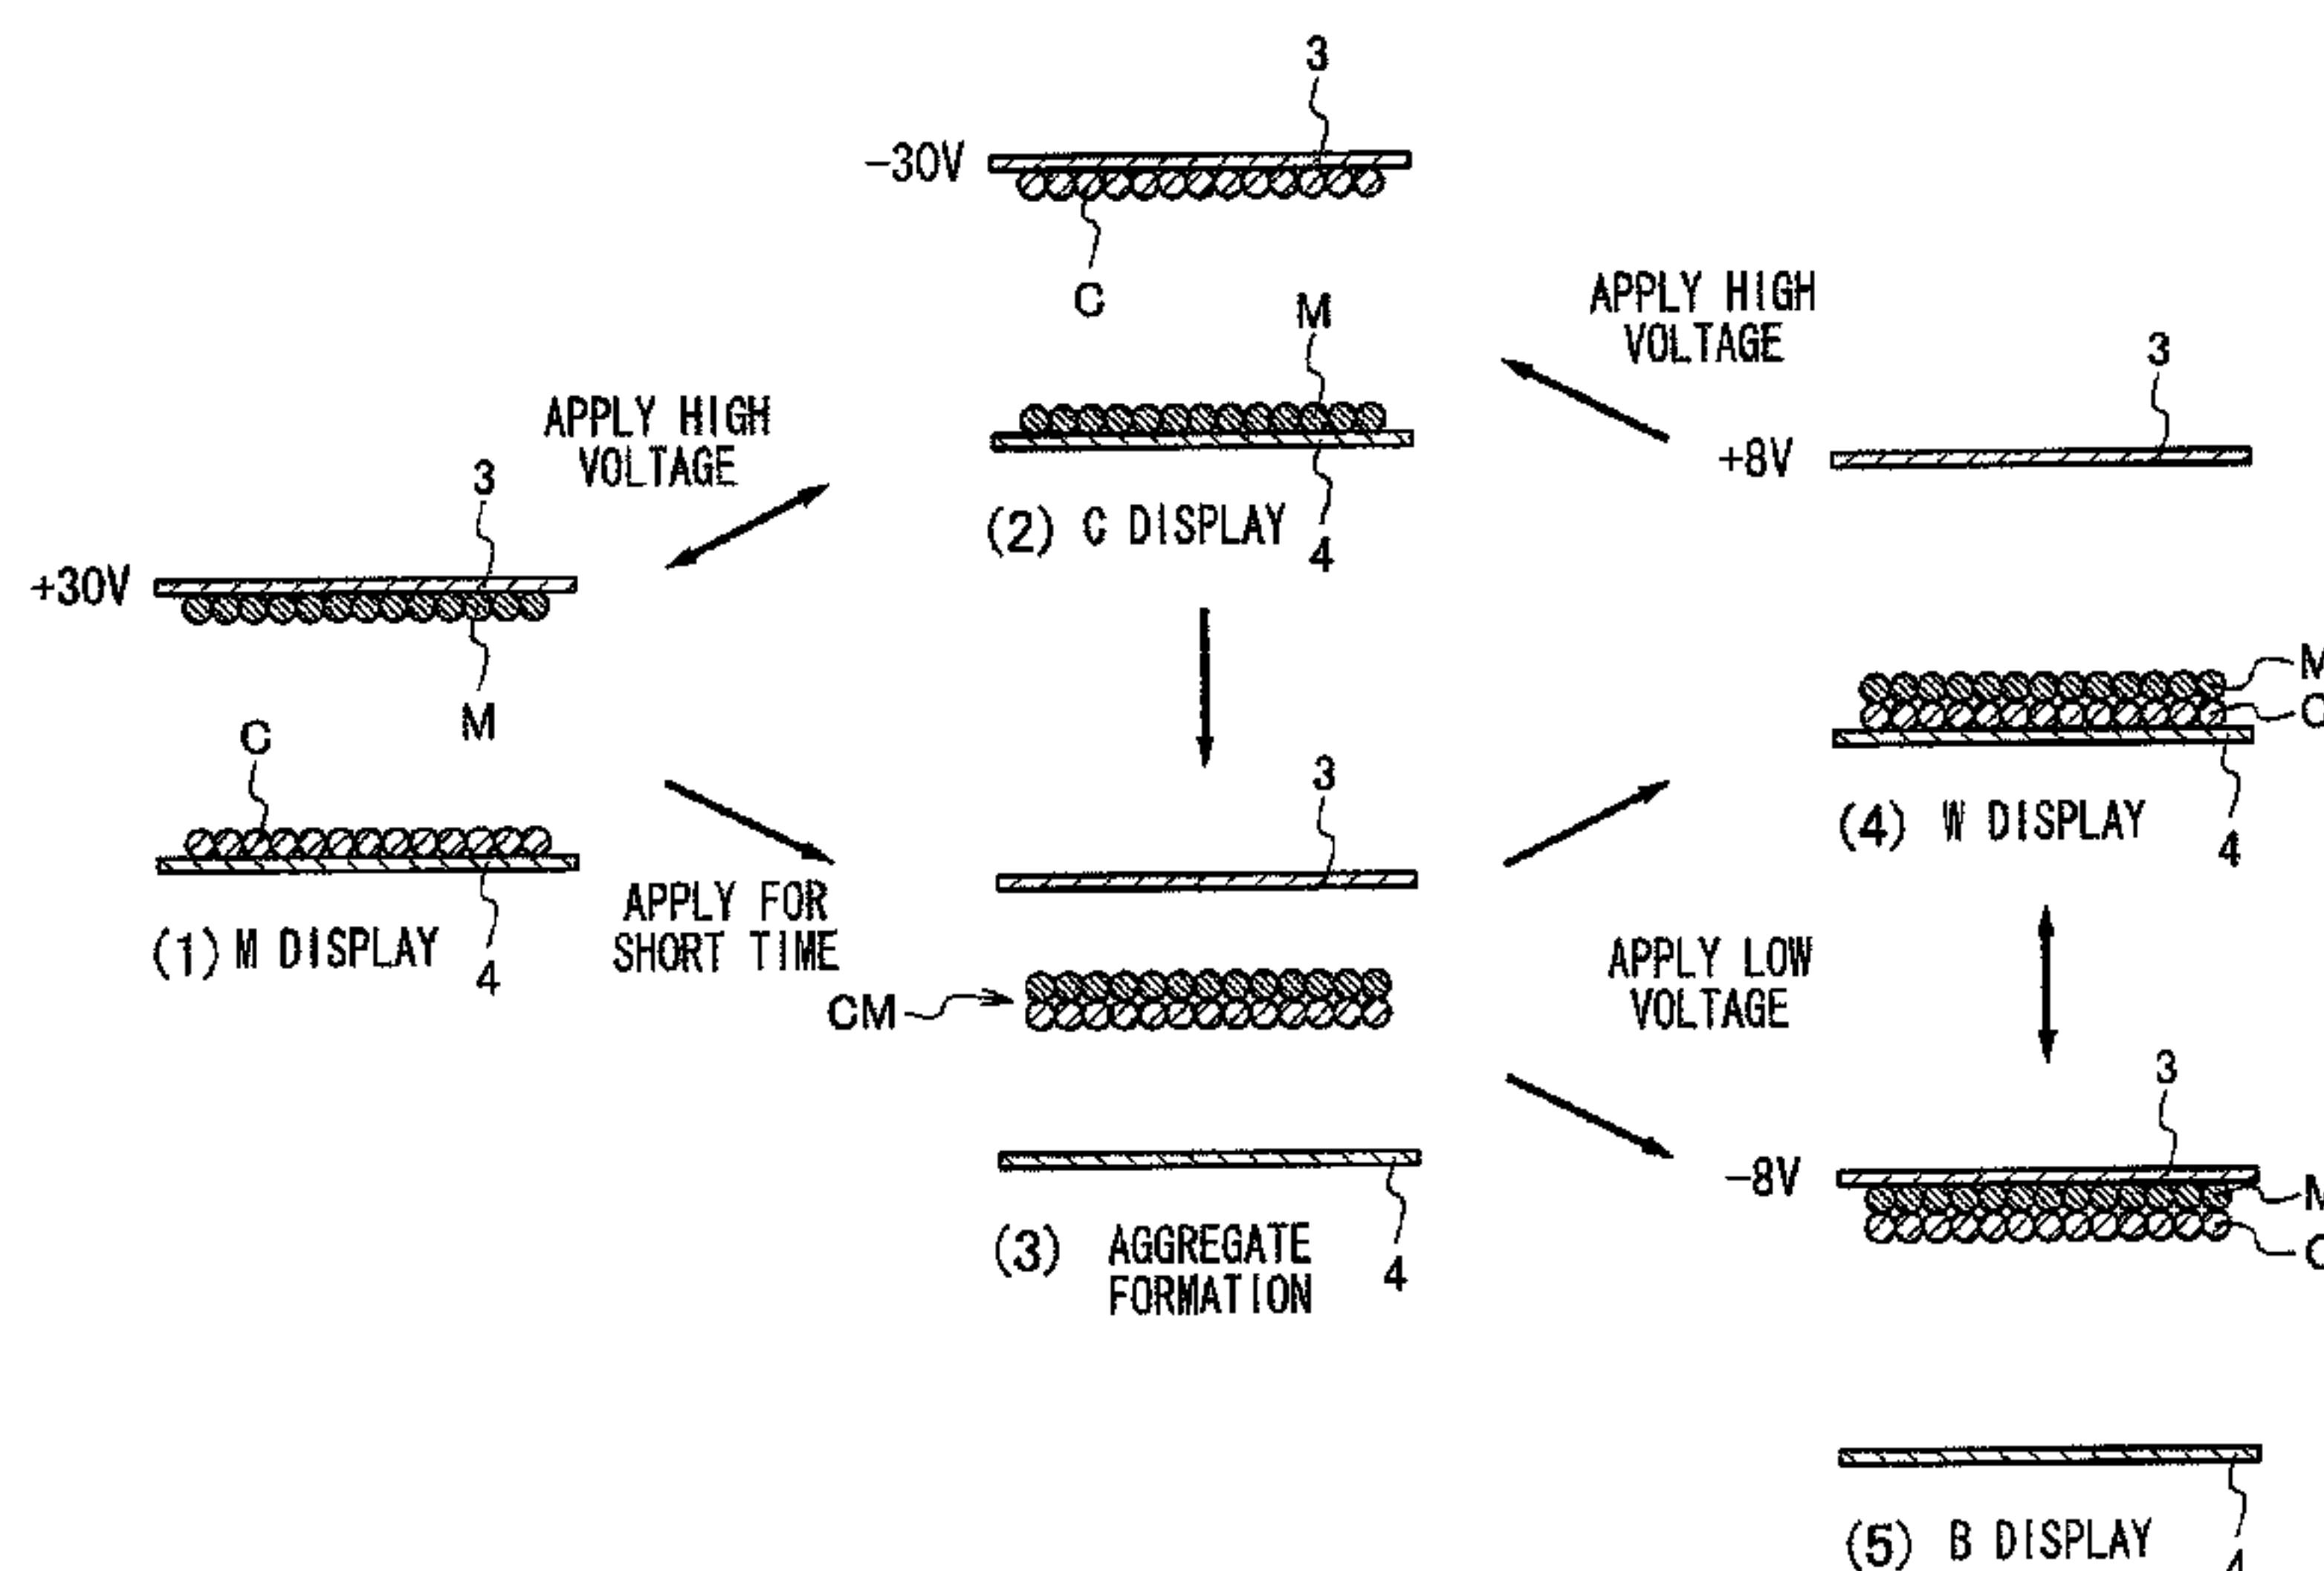 3
-30V
C
M
4
(2) C DISPLAY
APPLY HIGH
VOLTAGE
APPLY HIGH
VOLTAGE
3
+30V
M
C
4
(1) M DISPLAY
APPLY FOR
SHORT TIME
3
CM
4
(3) AGGREGATE
FORMATION
3
+8V
M
4
(4) W DISPLAY
APPLY LOW
VOLTAGE
3
-8V
4
(5) B DISPLAY